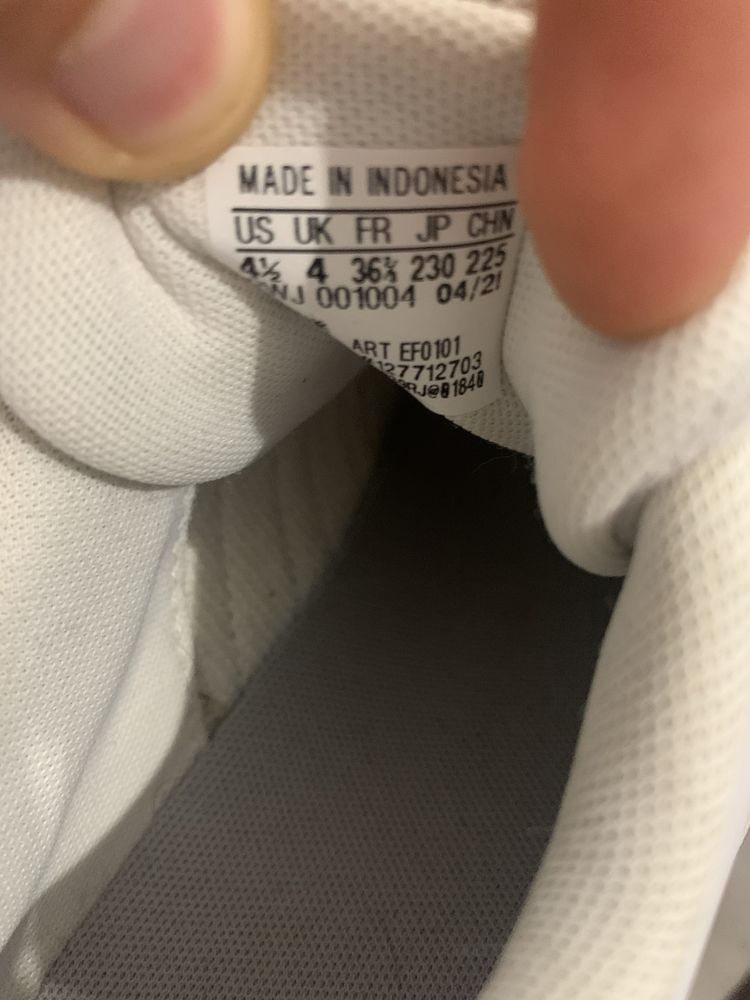 MADE IN INDONESIA
US UK FR JP CHN
4½ 4 36⅔ 230 225
001004 04/21
ART EF0101